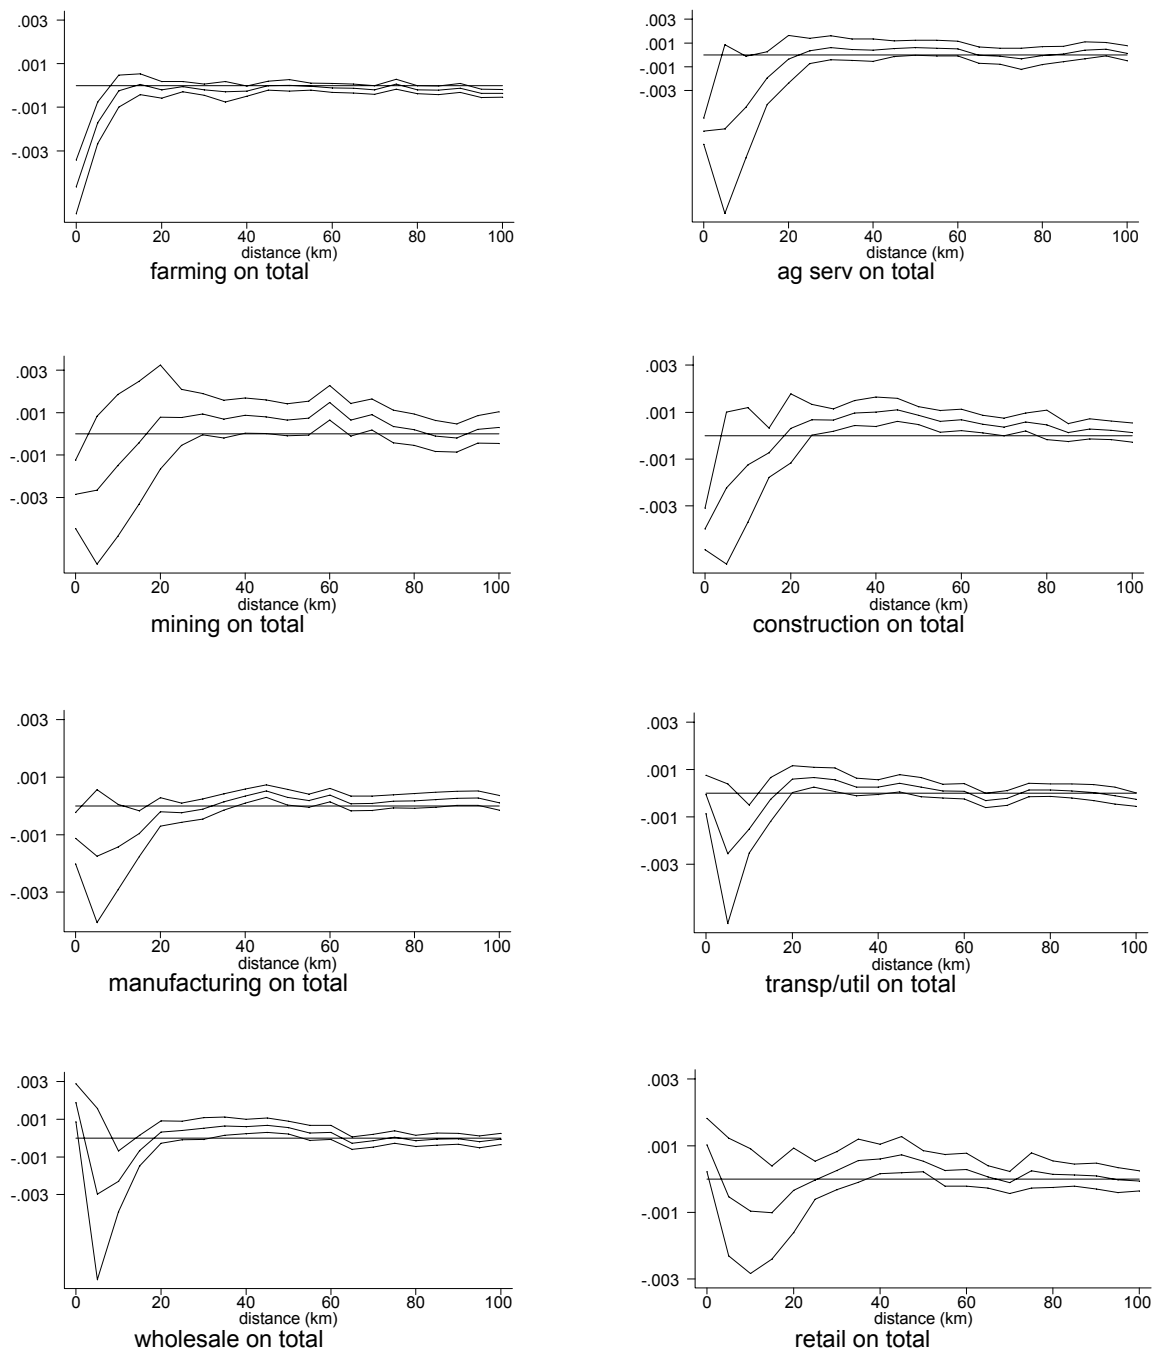 .003
.001
-.001
-.003
0 20 40 60 80 100
distance (km)
farming on total
.003
.001
-.001
-.003
0 20 40 60 80 100
distance (km)
ag serv on total
.003
.001
-.001
-.003
0 20 40 60 80 100
distance (km)
mining on total
.003
.001
-.001
-.003
0 20 40 60 80 100
distance (km)
construction on total
.003
.001
-.001
-.003
0 20 40 60 80 100
distance (km)
manufacturing on total
.003
.001
-.001
-.003
0 20 40 60 80 100
distance (km)
transp/util on total
.003
.001
-.001
-.003
0 20 40 60 80 100
distance (km)
wholesale on total
.003
.001
-.001
-.003
0 20 40 60 80 100
distance (km)
retail on total